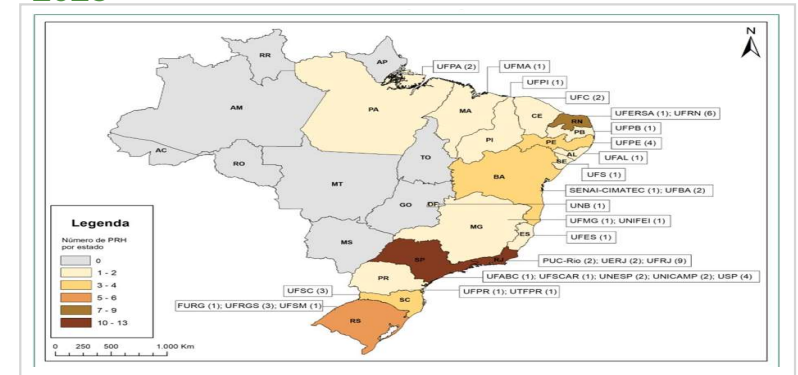 N
RR
AP
UFPA (2)
UFMA (1)
UFPI (1)
UFC (2)
AM
PA
MA
CE
UFERSA (1); UFRN (6)
RN
PB
UFPB (1)
PI
PE
UFPE (4)
AC
AL
UFAL (1)
SE
UFS (1)
RO
TO
BA
SENAI-CIMATEC (1); UFBA (2)
MT
DF
UNB (1)
GO
MG
UFMG (1); UNIFEI (1)
ES
UFES (1)
MS
SP
RJ
PUC-Rio (2); UERJ (2); UFRJ (9)
UFABC (1); UFSCAR (1); UNESP (2); UNICAMP (2); USP (4)
PR
UFPR (1); UTFPR (1)
UFSC (3)
SC
FURG (1); UFRGS (3); UFSM (1)
RS
Legenda
Número de PRH
por estado
0
1 - 2
3 - 4
5 - 6
7 - 9
10 - 13
0 250 500 1.000 Km